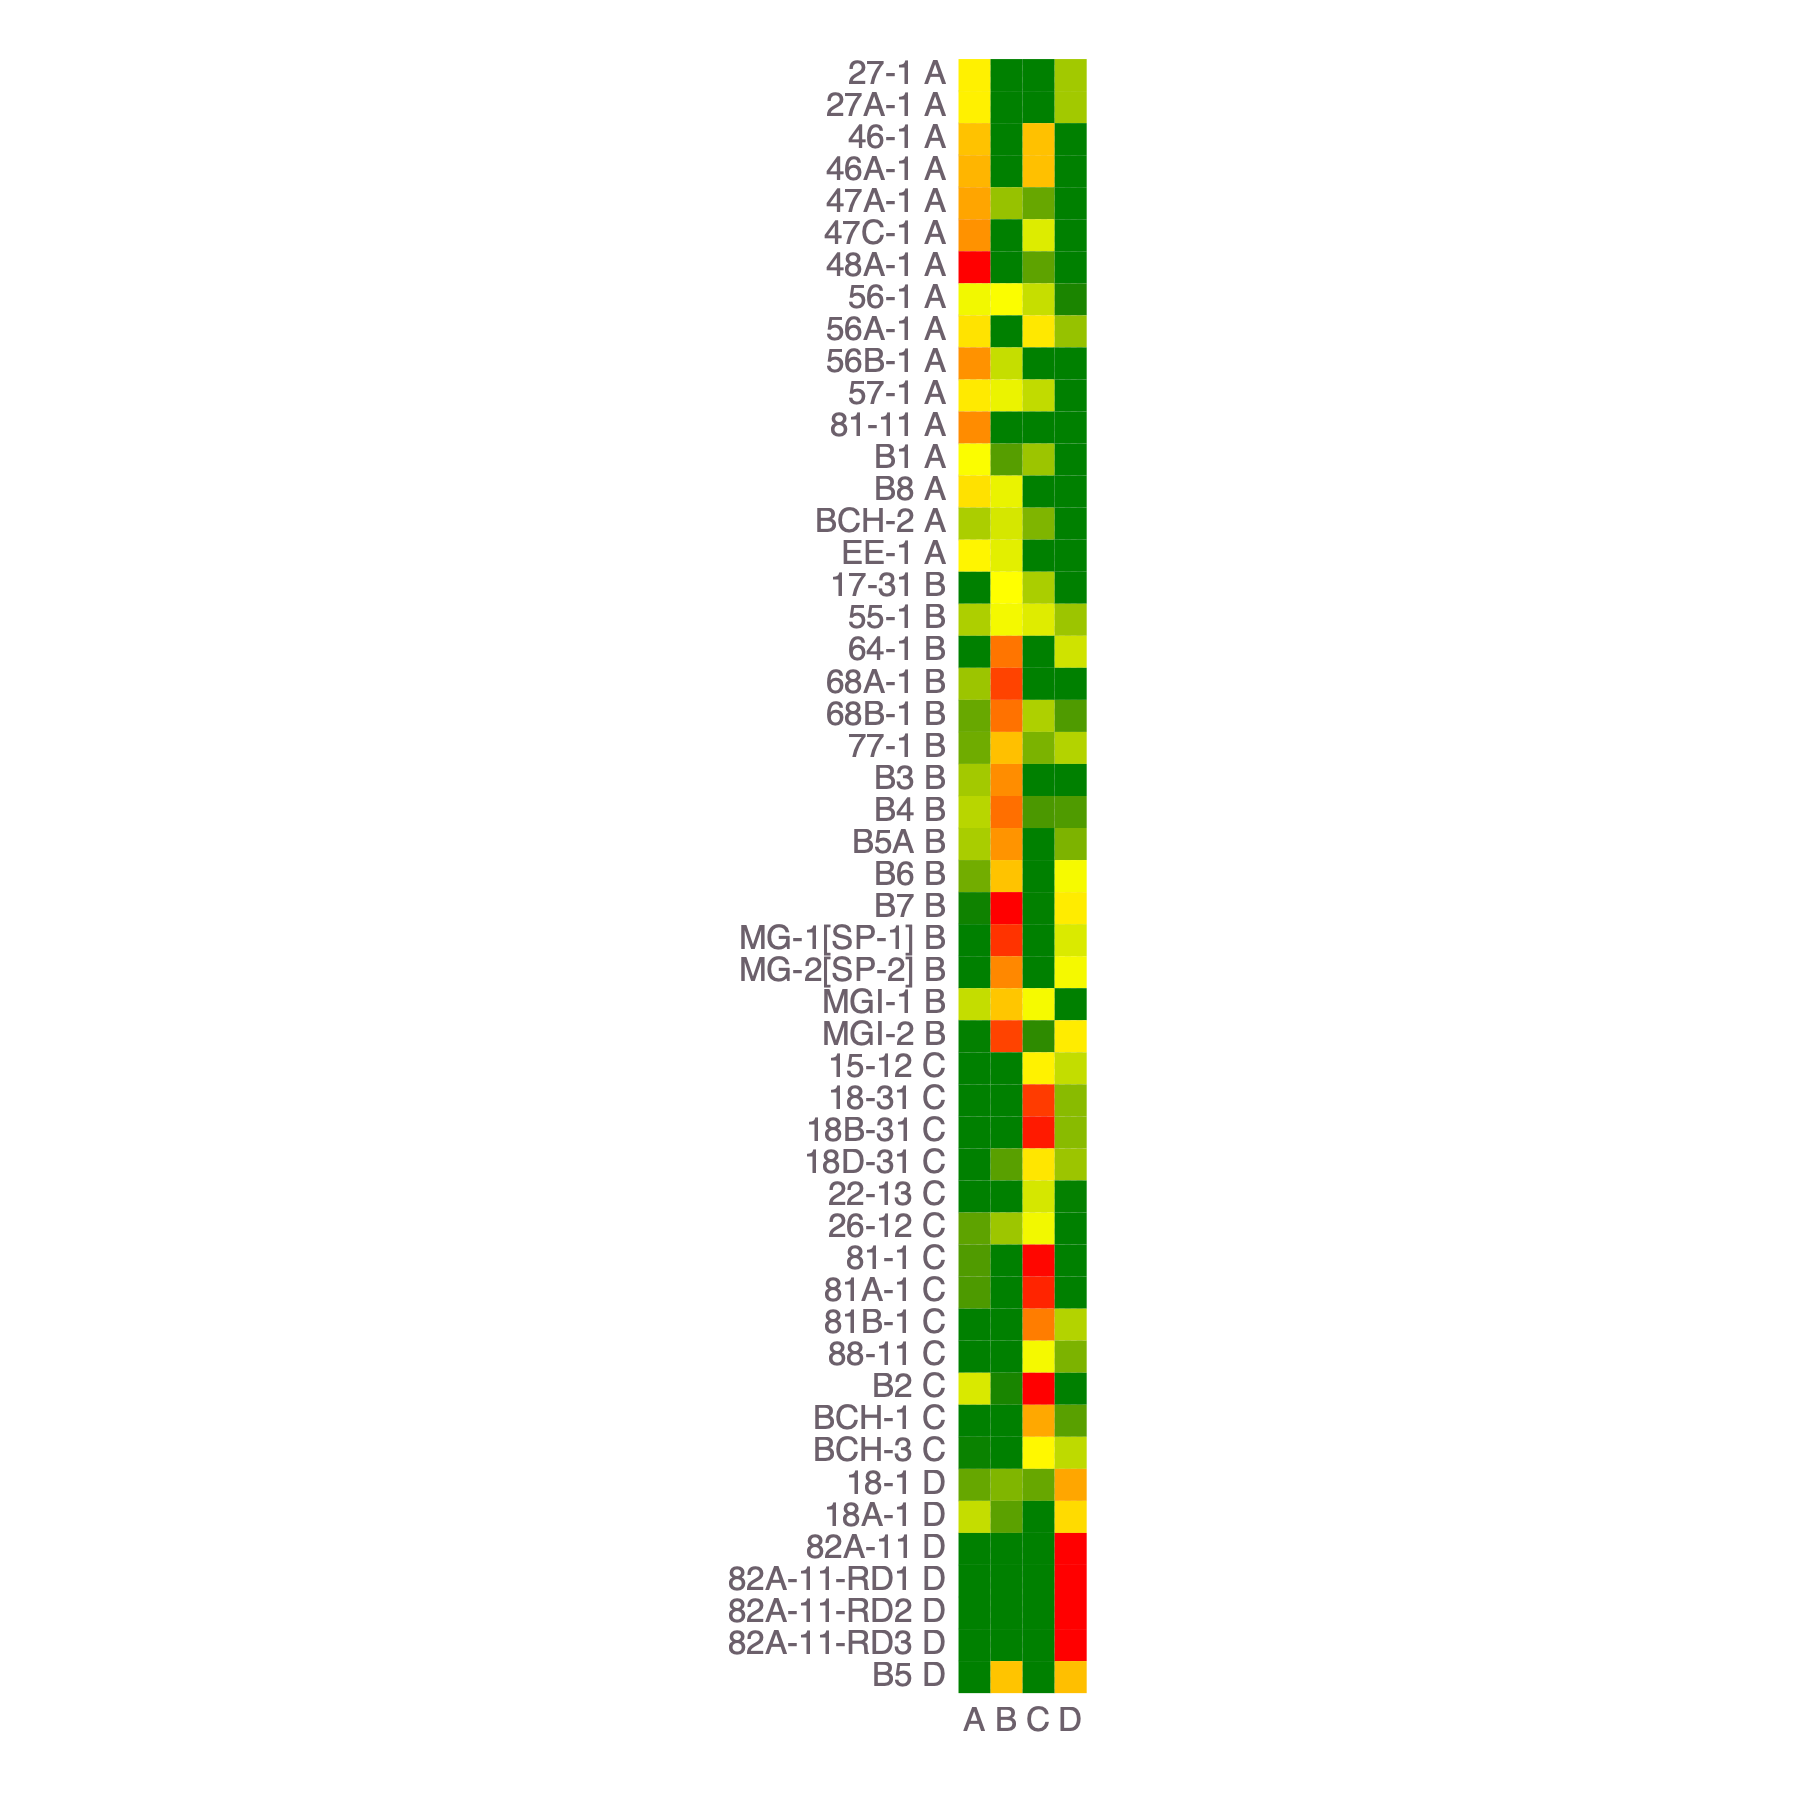 27-1 A
27A-1 A
46-1 A
46A-1 A
47A-1 A
47C-1 A
48A-1 A
56-1 A
56A-1 A
56B-1 A
57-1 A
81-11 A
B1 A
B8 A
BCH-2 A
EE-1 A
17-31 B
55-1 B
64-1 B
68A-1 B
68B-1 B
77-1 B
B3 B
B4 B
B5A B
B6 B
B7 B
MG-1[SP-1] B
MG-2[SP-2] B
MGI-1 B
MGI-2 B
15-12 C
18-31 C
18B-31 C
18D-31 C
22-13 C
26-12 C
81-1 C
81A-1 C
81B-1 C
88-11 C
B2 C
BCH-1 C
BCH-3 C
18-1 D
18A-1 D
82A-11 D
82A-11-RD1 D
82A-11-RD2 D
82A-11-RD3 D
B5 D
A B C D